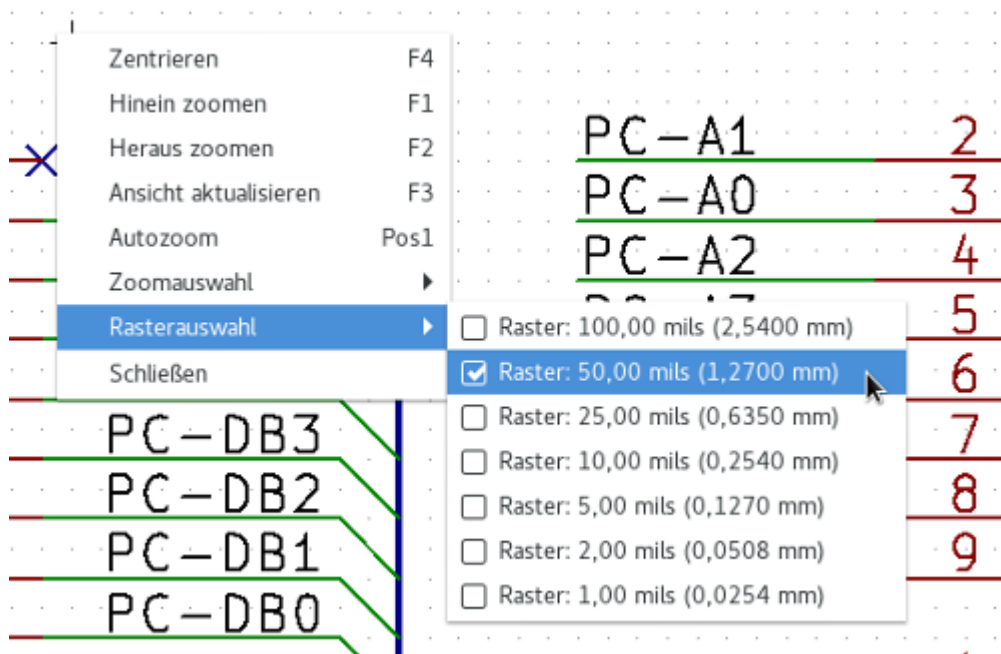 Zentrieren F4
Hinein zoomen F1
Heraus zoomen F2
Ansicht aktualisieren F3
Autozoom Pos1
Zoomauswahl
Rasterauswahl
Schließen
Raster: 100,00 mils (2,5400 mm)
Raster: 50,00 mils (1,2700 mm)
Raster: 25,00 mils (0,6350 mm)
Raster: 10,00 mils (0,2540 mm)
Raster: 5,00 mils (0,1270 mm)
Raster: 2,00 mils (0,0508 mm)
Raster: 1,00 mils (0,0254 mm)
PC-A1 2
PC-A0 3
PC-A2 4
5
6
7
8
9
PC-DB3
PC-DB2
PC-DB1
PC-DB0